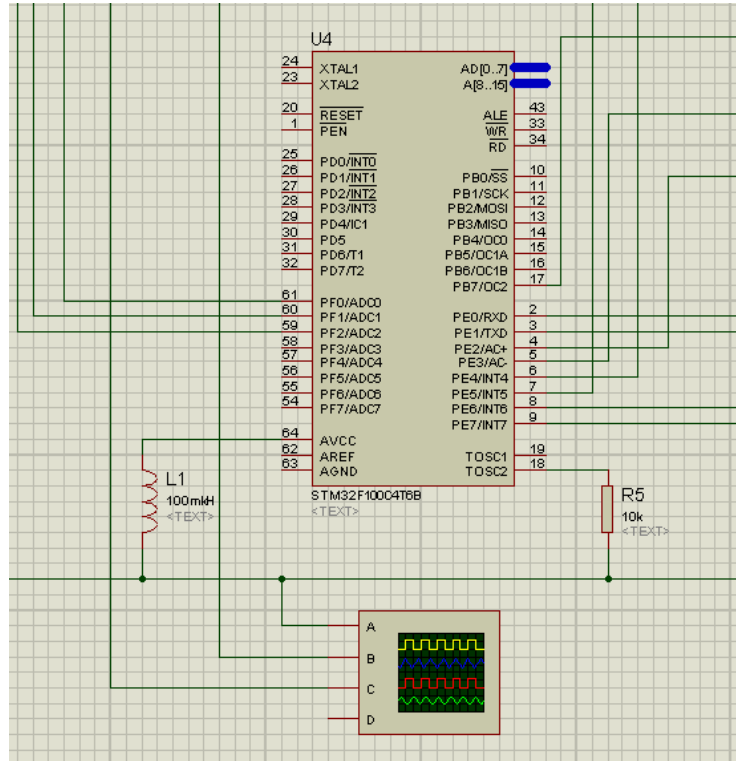 U4
24 XTAL1
23 XTAL2
20 RESET
1 PEN
25 PD0/INT0
26 PD1/INT1
27 PD2/INT2
28 PD3/INT3
29 PD4/IC1
30 PD5
31 PD6/T1
32 PD7/T2
61 PF0/ADC0
60 PF1/ADC1
59 PF2/ADC2
58 PF3/ADC3
57 PF4/ADC4
56 PF5/ADC5
55 PF6/ADC6
54 PF7/ADC7
64 AVCC
62 AREF
63 AGND
AD[0..7]
A[8..15]
ALE 43
WR 33
RD 34
PB0/SS 10
PB1/SCK 11
PB2/MOSI 12
PB3/MISO 13
PB4/OC0 14
PB5/OC1A 15
PB6/OC1B 16
PB7/OC2 17
PE0/RXD 2
PE1/TXD 3
PE2/AC+ 4
PE3/AC- 5
PE4/INT4 6
PE5/INT5 7
PE6/INT6 8
PE7/INT7 9
TOSC1 19
TOSC2 18
STM32F100C4T6B
<TEXT>
L1
100mkH
<TEXT>
R5
10k
<TEXT>
A
B
C
D